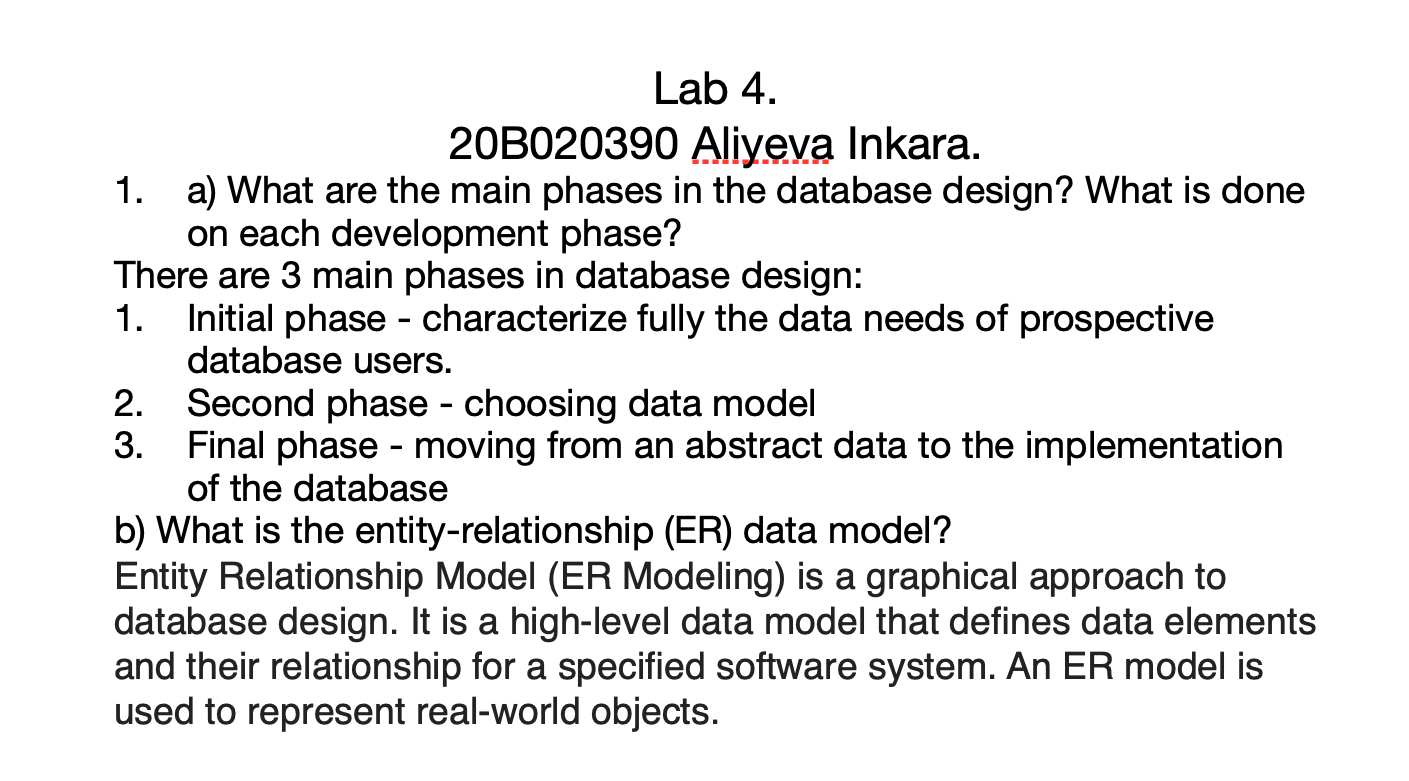 Lab 4.
20B020390 Aliyeva Inkara.
1. a) What are the main phases in the database design? What is done
on each development phase?
There are 3 main phases in database design:
1. Initial phase - characterize fully the data needs of prospective
database users.
2. Second phase - choosing data model
3. Final phase - moving from an abstract data to the implementation
of the database
b) What is the entity-relationship (ER) data model?
Entity Relationship Model (ER Modeling) is a graphical approach to
database design. It is a high-level data model that defines data elements
and their relationship for a specified software system. An ER model is
used to represent real-world objects.